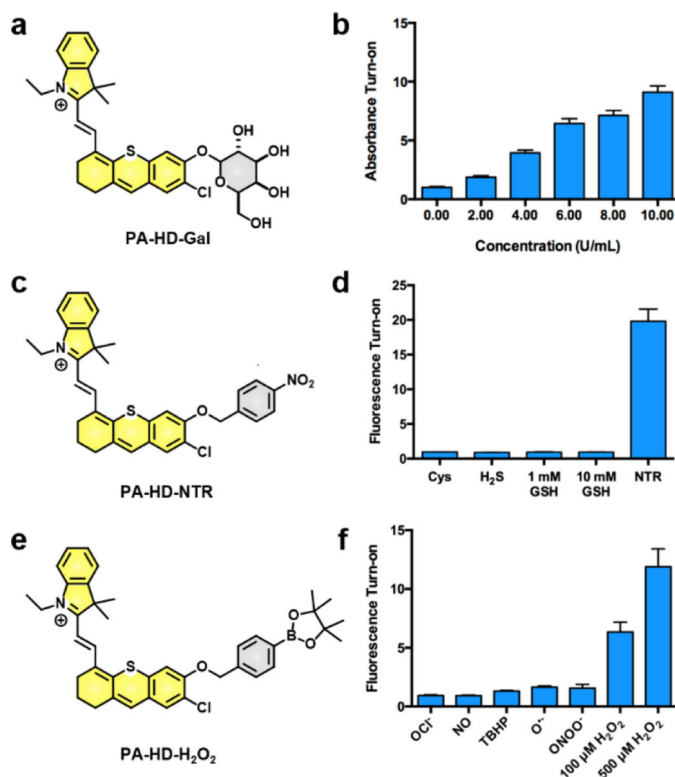 a
N
S
O
OH
OH
Cl
O
OH
OH
PA-HD-Gal
b
Absorbance Turn-on
15
10
5
0
0.00 2.00 4.00 6.00 8.00 10.00
Concentration (U/mL)
c
N
S
O
NO₂
Cl
PA-HD-NTR
d
Fluorescence Turn-on
25
20
15
10
5
0
Cys H₂S 1 mM GSH 10 mM GSH NTR
e
N
S
O
Cl
O
B
O
PA-HD-H₂O₂
f
Fluorescence Turn-on
15
10
5
0
OCl⁻ NO TBHP O•- ONOO⁻ 100 μM H₂O₂ 500 μM H₂O₂